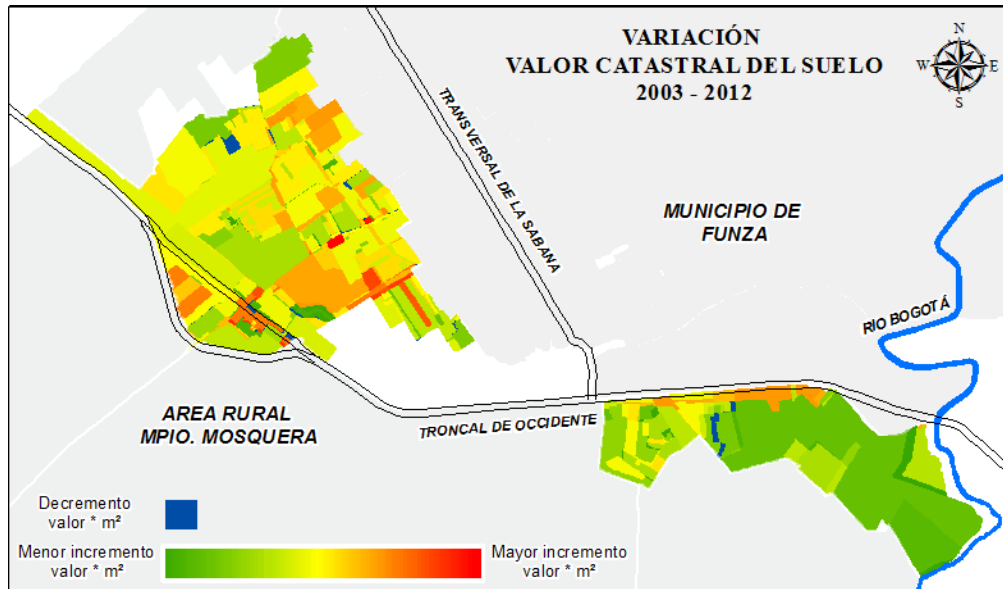 VARIACIÓN
VALOR CATASTRAL DEL SUELO
2003 - 2012
N
W
E
S
TRANSVERSAL DE LA SABANA
MUNICIPIO DE
FUNZA
RIO BOGOTÁ
AREA RURAL
MPIO. MOSQUERA
TRONCAL DE OCCIDENTE
Decremento
valor * m²
Menor incremento
valor * m²
Mayor incremento
valor * m²